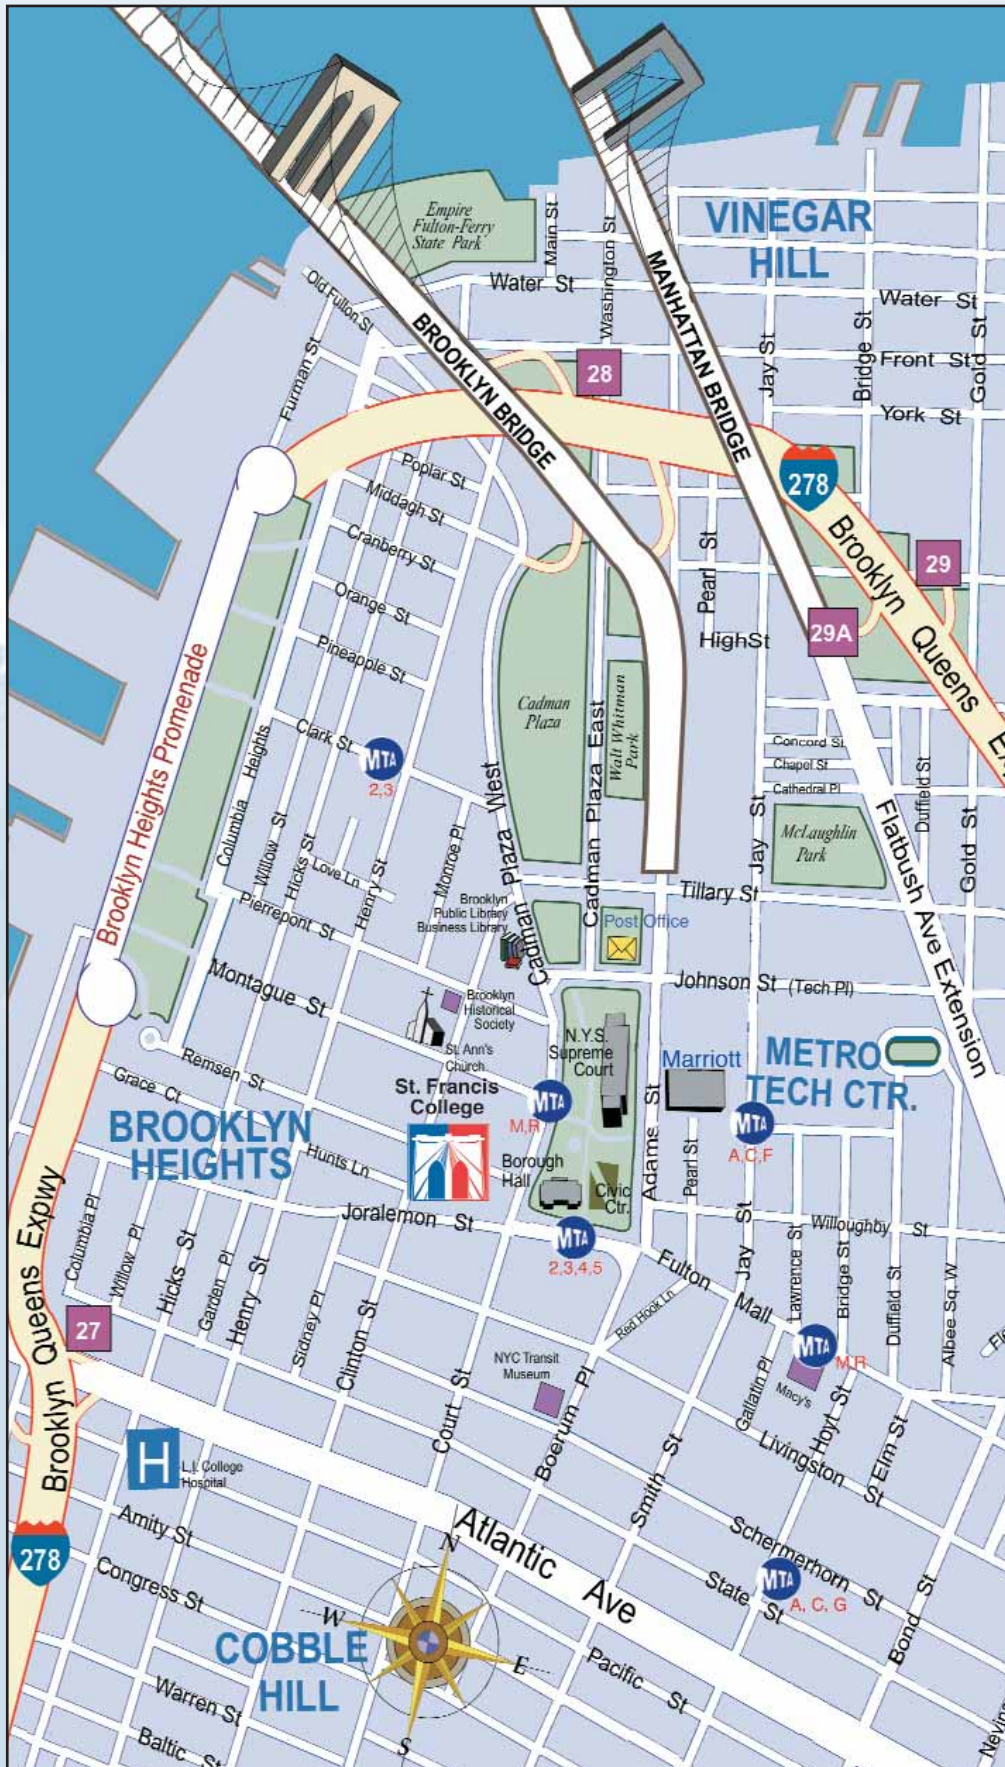 Empire
Fulton-Ferry
State Park
Main St
Washington St
VINEGAR
HILL
Water St
Water St
Old Fulton St
BROOKLYN BRIDGE
MANHATTAN BRIDGE
Furman St
28
Jay St
Bridge St
Front St
Gold St
York St
278
Poplar St
Middagh St
Cranberry St
Orange St
Pineapple St
Pearl St
HighSt
29
29A
Brooklyn Queens
Brooklyn Heights Promenade
Cadman
Plaza
Walt Whitman
Park
Clark St
MTA
2,3
Columbia Heights
Willow St
Hicks St
Love Ln
Henry St
Monroe Pl
Cadman Plaza West
Cadman Plaza East
Concord St
Chapel St
Cathedral Pl
McLaughlin
Park
Jay St
Duffield St
Gold St
Flatbush Ave Extension
Tillary St
Pierrepont St
Brooklyn
Public Library
Business Library
Post Office
Johnson St (Tech Pl)
Montague St
Brooklyn
Historical
Society
St. Ann's
Church
N.Y.S.
Supreme
Court
Marriott
METRO
TECH CTR.
Remsen St
Grace Ct
St. Francis
College
MTA
M,R
MTA
A,C,F
BROOKLYN
HEIGHTS
Hunts Ln
Borough
Hall
Civic
Ctr.
Adams St
Pearl St
Joralemon St
MTA
2,3,4,5
Willoughby St
Columbia Pl
Willow Pl
Hicks St
Garden Pl
Henry St
Sidney Pl
Clinton St
Fulton Mall
Jay St
Lawrence St
Bridge St
Duffield St
Albee Sq. W
Red Hook Ln
27
Brooklyn Queens Expwy
NYC Transit
Museum
Court St
Boerum Pl
MTA
M,R
Macy's
Gallatin Pl
Hoyt St
Livingston St
Elm St
Smith St
H
L.I. College
Hospital
278
Amity St
Congress St
Atlantic Ave
Schermerhorn St
State St
MTA
A, C, G
Bond St
N
W
E
S
COBBLE
HILL
Pacific St
Warren St
Baltic St